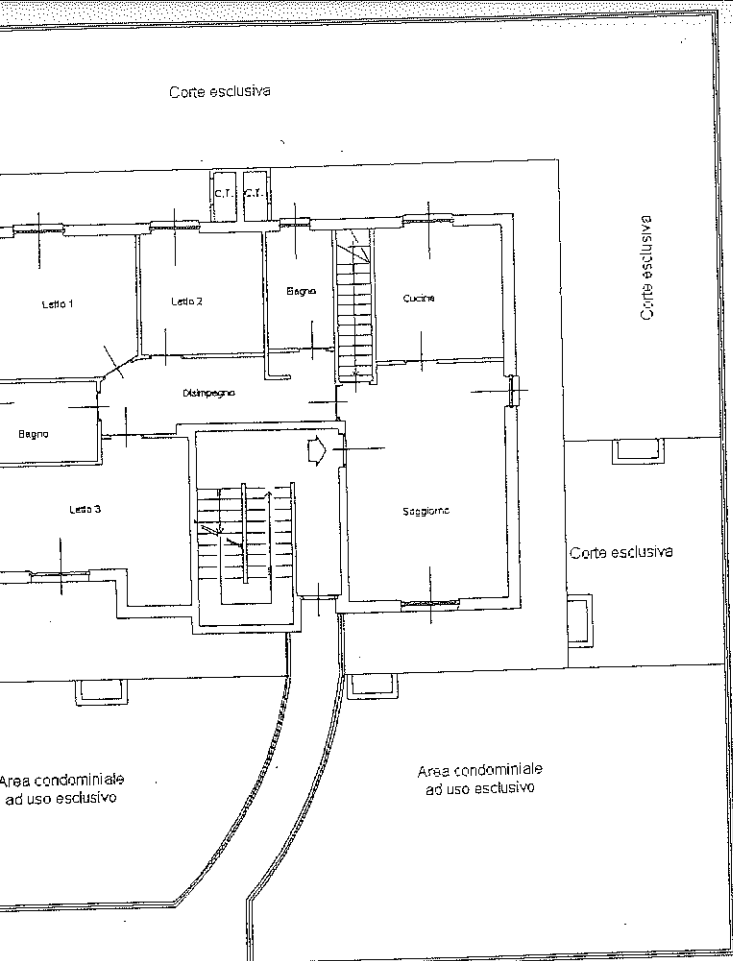 Corte esclusiva
C.T. C.T.
Corte esclusiva
Letto 1
Letto 2
Bagno
Cucina
Disimpegno
Bagno
Letto 3
Soggiorno
Corte esclusiva
Area condominiale
ad uso esclusivo
Area condominiale
ad uso esclusivo